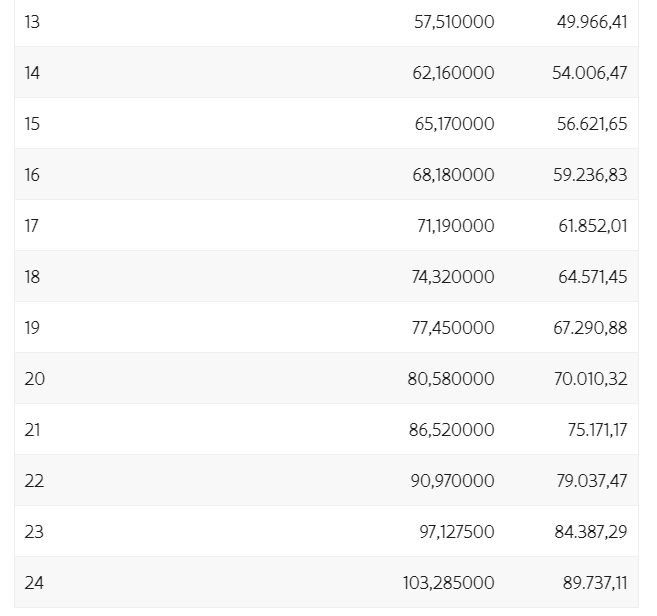 13 57,510000 49.966,41
14 62,160000 54.006,47
15 65,170000 56.621,65
16 68,180000 59.236,83
17 71,190000 61.852,01
18 74,320000 64.571,45
19 77,450000 67.290,88
20 80,580000 70.010,32
21 86,520000 75.171,17
22 90,970000 79.037,47
23 97,127500 84.387,29
24 103,285000 89.737,11